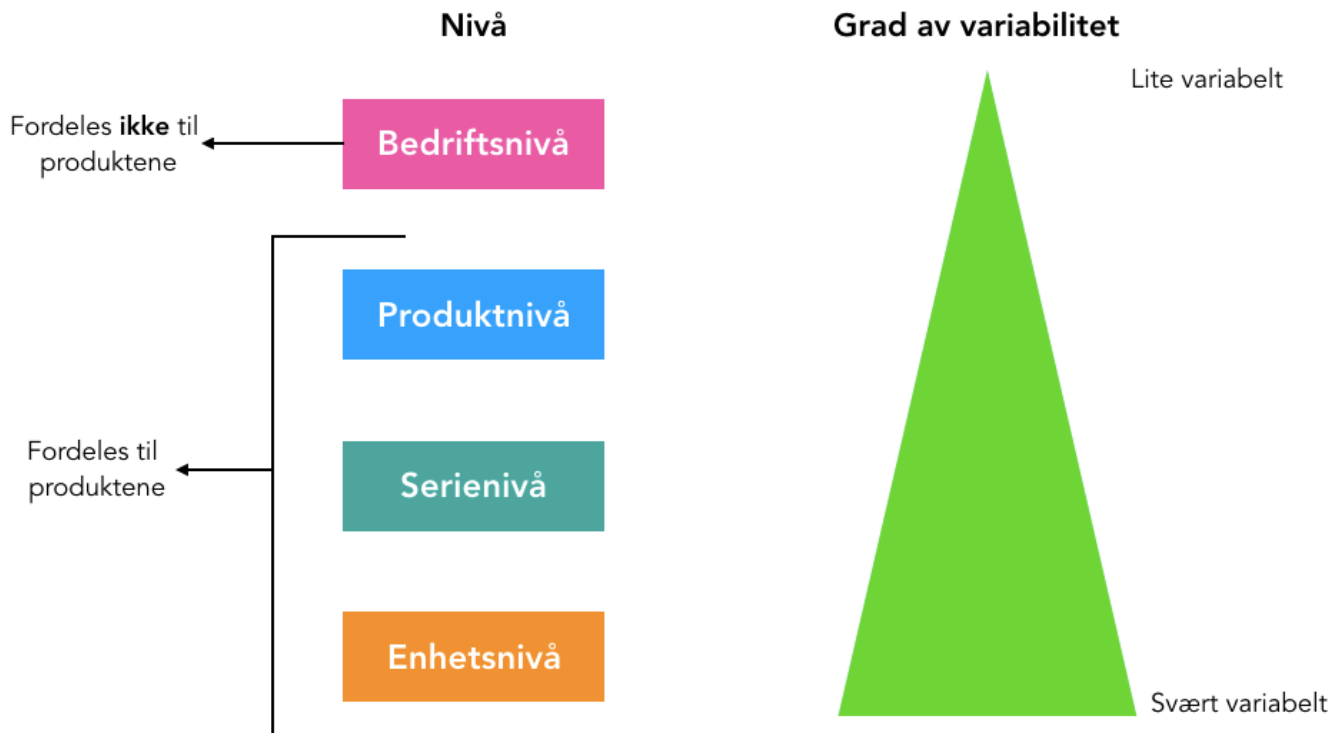 Nivå
Grad av variabilitet
Lite variabelt
Fordeles ikke til
produktene
Bedriftsnivå
Produktnivå
Fordeles til
produktene
Serienivå
Enhetsnivå
Svært variabelt